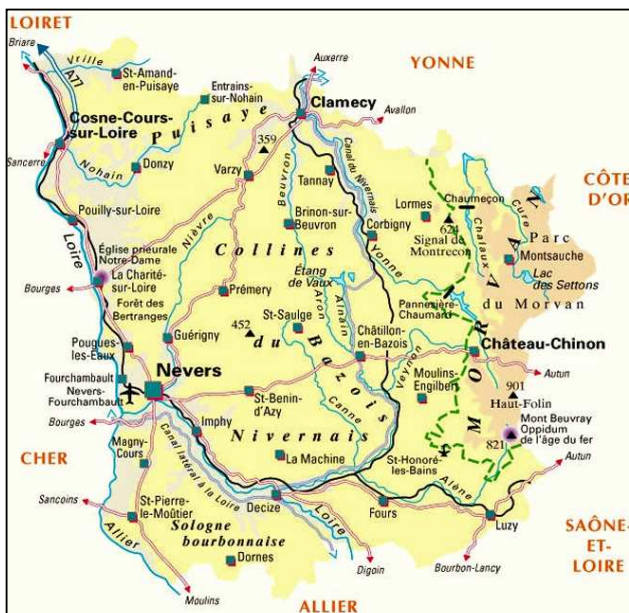 LOIRET
Briare
Vrille
A77
St-Amand-
en-Puisaye
Auxerre
YONNE
Entrains-
sur-Nohain
Clamecy
Avallon
Cosne-Cours-
sur-Loire
Puisaye
359
Sancerre
Nohain
Donzy
Varzy
Beuvron
Tannay
Canal du Nivernais
Lormes
Chaumeçon
CÔTE
D'OR
Cure
Pouilly-sur-Loire
Nièvre
Brinon-sur-
Beuvron
Corbigny
624
Signal de
Montrecon
Chalaux
Parc
Montsauche
Loire
Collines
Yonne
Église prieurale
Notre-Dame
La Charité-
sur-Loire
Bourges
Étang
de Vaux
Lac
des Settons
Forêt des
Bertranges
Prémery
Aron
Alnain
Pannesière-
Chaumard
du Morvan
452
St-Saulge
du
Guérigny
Châtillon-
en-Bazois
Château-Chinon
Pougues-
les-Eaux
Bazois
Veynon
Autun
Fourchambault
Nevers-
Fourchambault
Nevers
St-Benin-
d'Azy
Canne
Moulins-
Engilbert
MORVAN
901
Haut-Folin
Bourges
Imphy
Nivernais
Mont Beuvray
Oppidum
de l'âge du fer
821
CHER
Magny-
Cours
Canal latéral à la Loire
La Machine
St-Honoré-
les-Bains
Autun
Sancoins
St-Pierre-
le-Moûtier
Decize
Loire
Fours
Alène
Luzy
SAÔNE-
ET-
LOIRE
Allier
Sologne
bourbonnaise
Dornes
Moulins
Digoin
Bourbon-Lancy
ALLIER